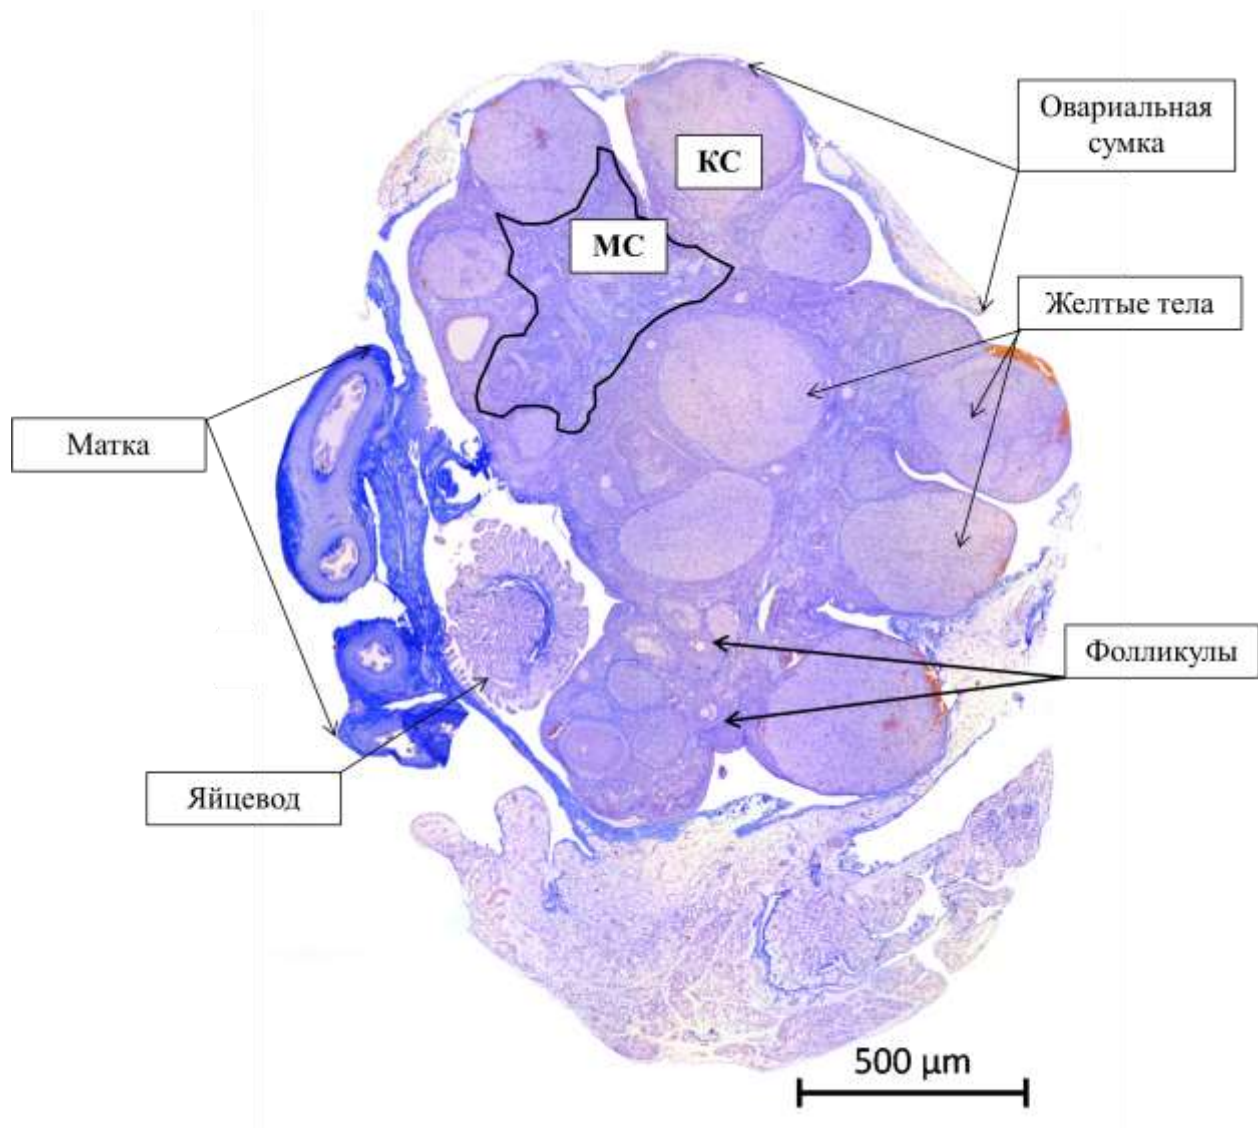 Овариальная
сумка
КС
МС
Желтые тела
Матка
Фолликулы
Яйцевод
500 µm